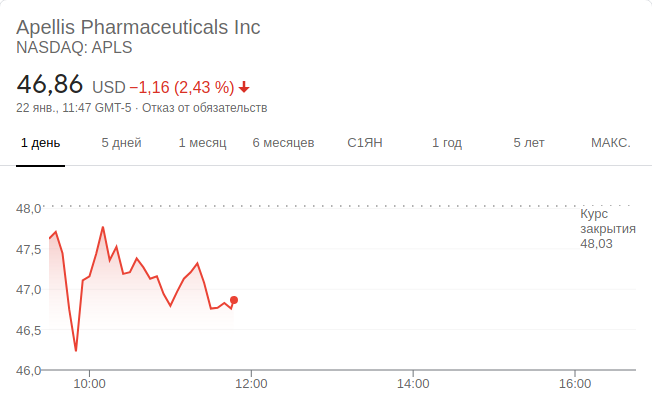 Apellis Pharmaceuticals Inc
NASDAQ: APLS
46,86 USD −1,16 (2,43 %)
22 янв., 11:47 GMT-5 · Отказ от обязательств
1 день 5 дней 1 месяц 6 месяцев С1ЯН 1 год 5 лет МАКС.
48,0
47,5
47,0
46,5
46,0
Курс
закрытия
48,03
10:00 12:00 14:00 16:00